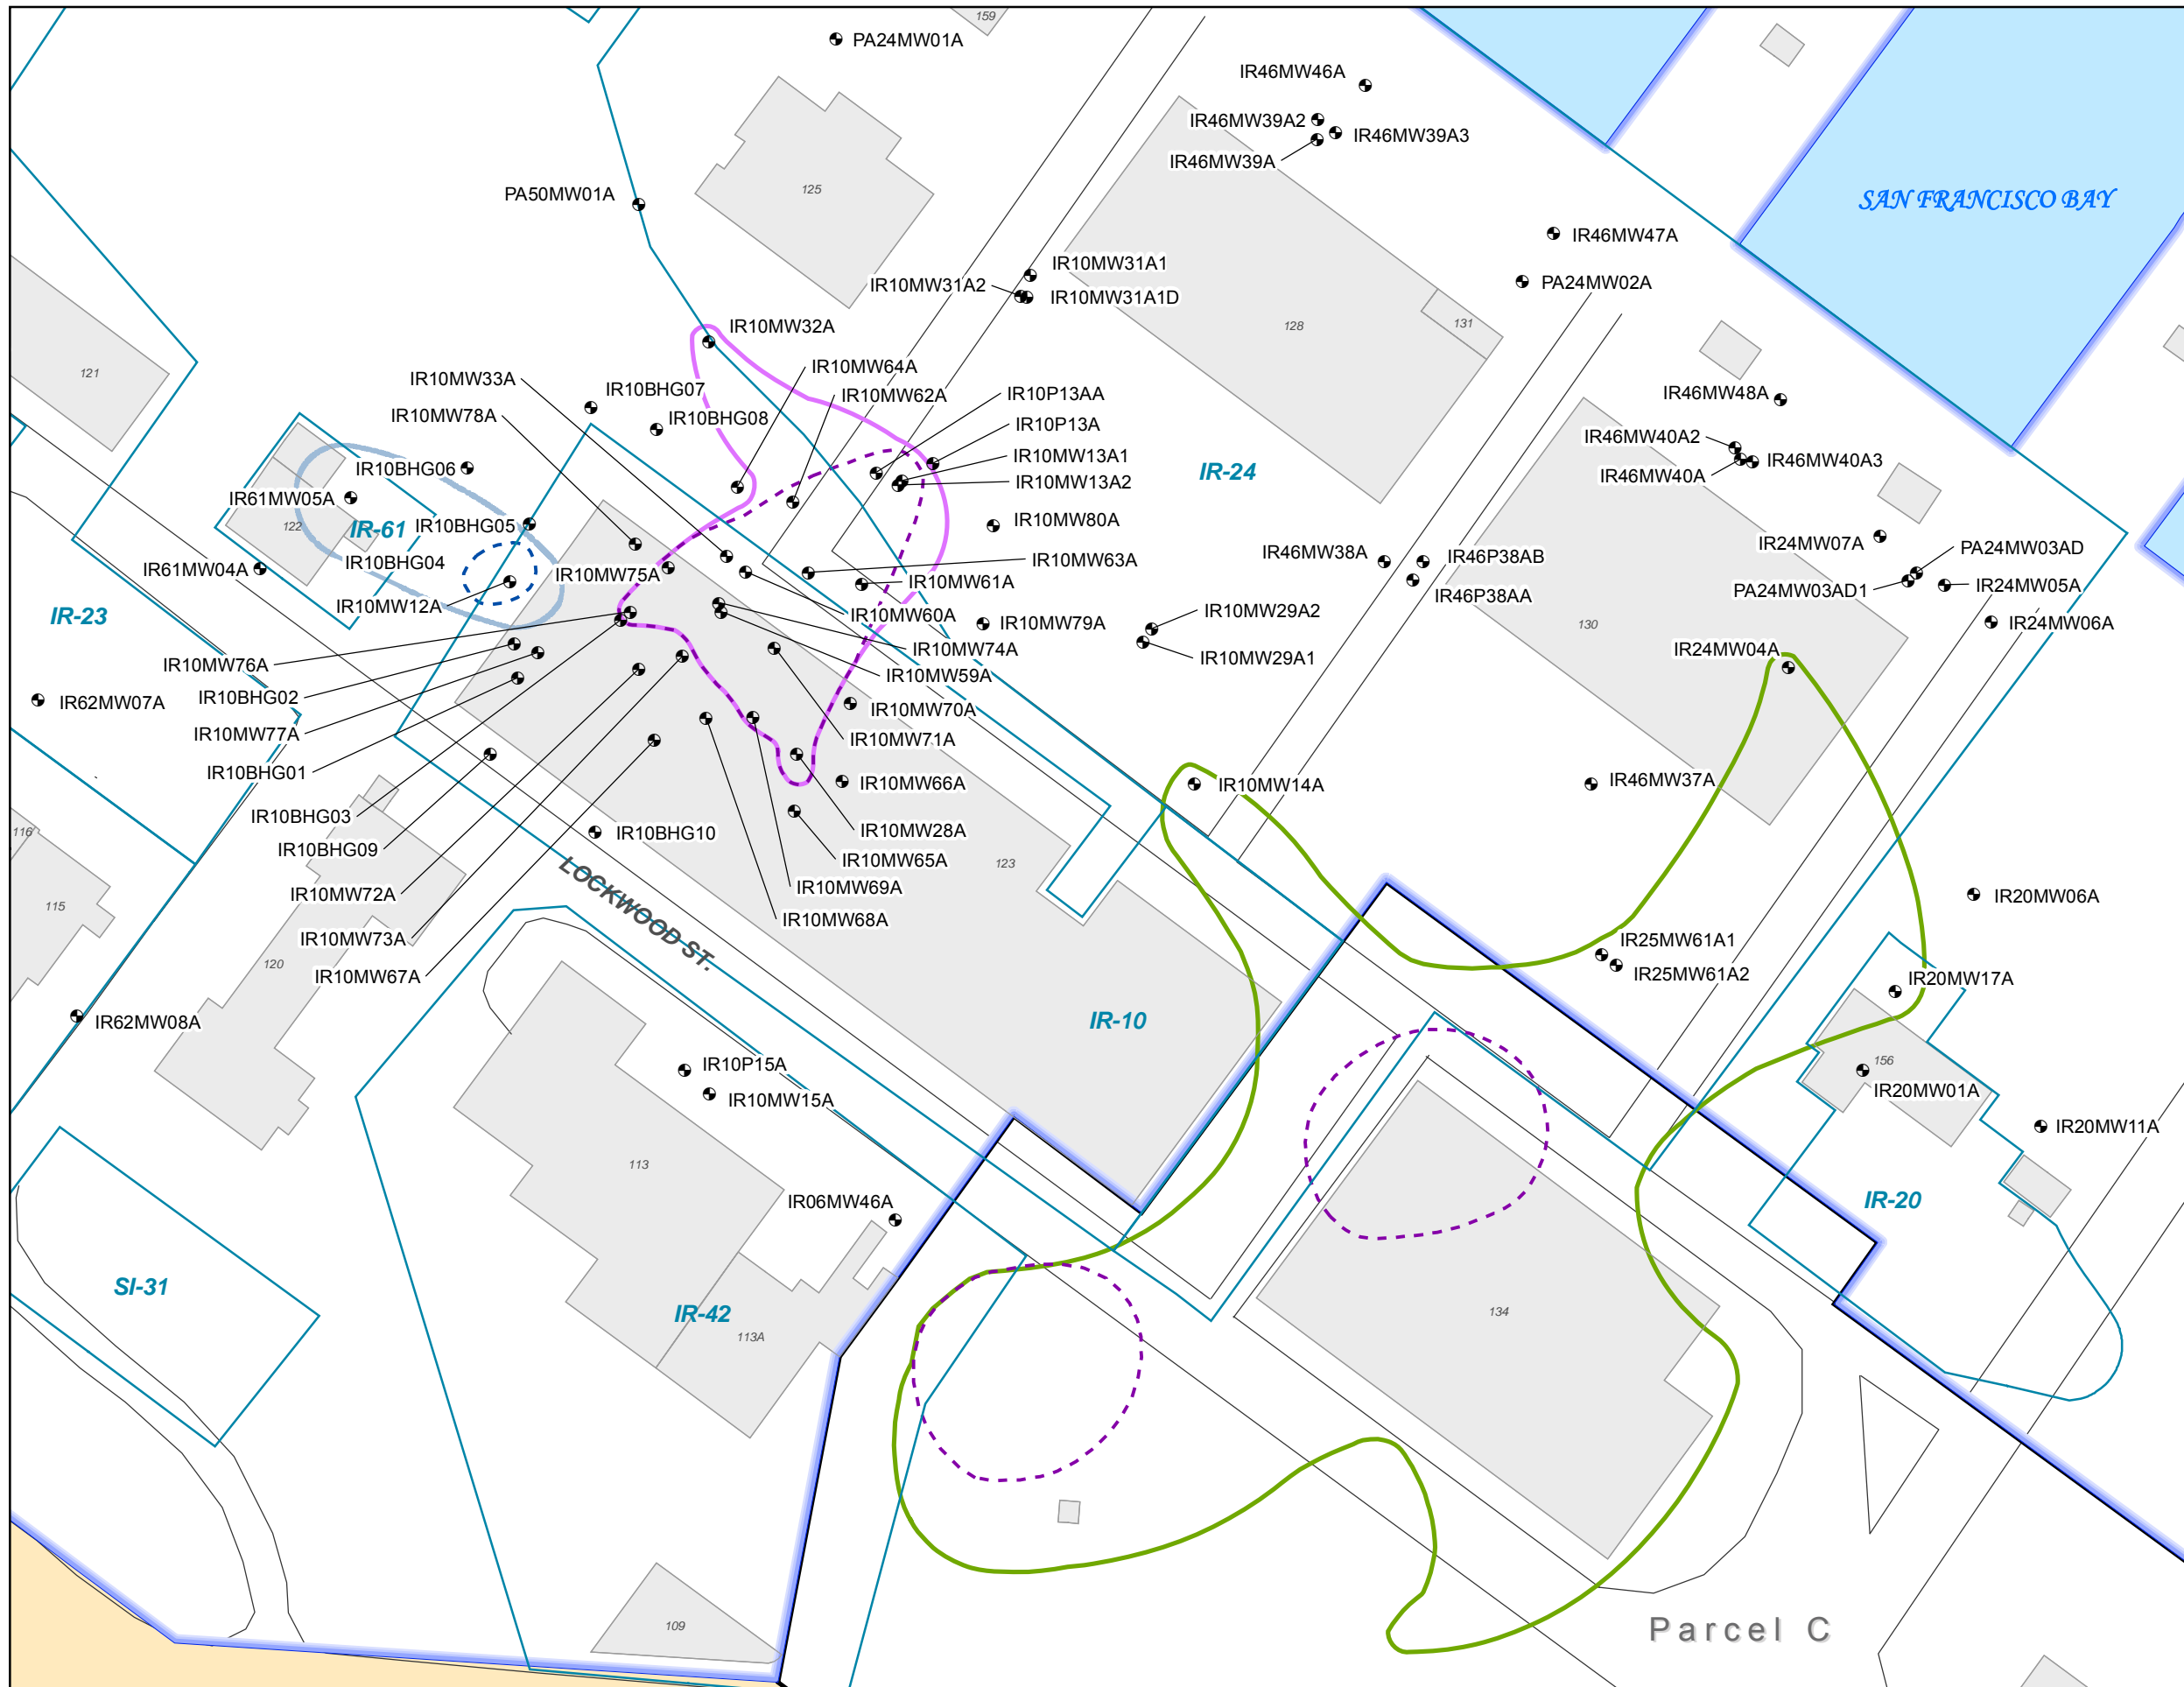 159
PA24MW01A
IR46MW46A
IR46MW39A2
IR46MW39A3
IR46MW39A
125
PA50MW01A
SAN FRANCISCO BAY
IR46MW47A
IR10MW31A1
IR10MW31A2
IR10MW31A1D
PA24MW02A
IR10MW32A
128
131
121
IR10MW64A
IR10MW33A
IR10BHG07
IR10MW62A
IR10P13AA
IR46MW48A
IR10MW78A
IR10BHG08
IR10P13A
IR46MW40A2
IR10MW13A1
IR46MW40A3
IR10BHG06
IR-24
IR46MW40A
IR10MW13A2
IR61MW05A
122
IR-61
IR10BHG05
IR10MW80A
IR24MW07A
PA24MW03AD
IR10BHG04
IR46MW38A
IR46P38AB
IR10MW63A
IR61MW04A
IR10MW75A
IR10MW61A
PA24MW03AD1
IR24MW05A
IR46P38AA
IR10MW12A
IR10MW60A
IR10MW29A2
IR-23
IR10MW79A
130
IR24MW06A
IR10MW74A
IR24MW04A
IR10MW29A1
IR10MW76A
IR10MW59A
IR10BHG02
IR62MW07A
IR10MW70A
IR10MW77A
IR10MW71A
IR10BHG01
IR10MW66A
IR10MW14A
IR46MW37A
IR10BHG03
116
IR10BHG10
IR10MW28A
IR10BHG09
IR10MW65A
123
IR10MW69A
IR10MW72A
IR20MW06A
115
LOCKWOOD ST.
IR10MW68A
IR10MW73A
IR25MW61A1
120
IR10MW67A
IR25MW61A2
IR20MW17A
IR62MW08A
IR-10
IR10P15A
156
IR20MW01A
IR10MW15A
IR20MW11A
113
IR06MW46A
IR-20
SI-31
IR-42
134
113A
109
Parcel C